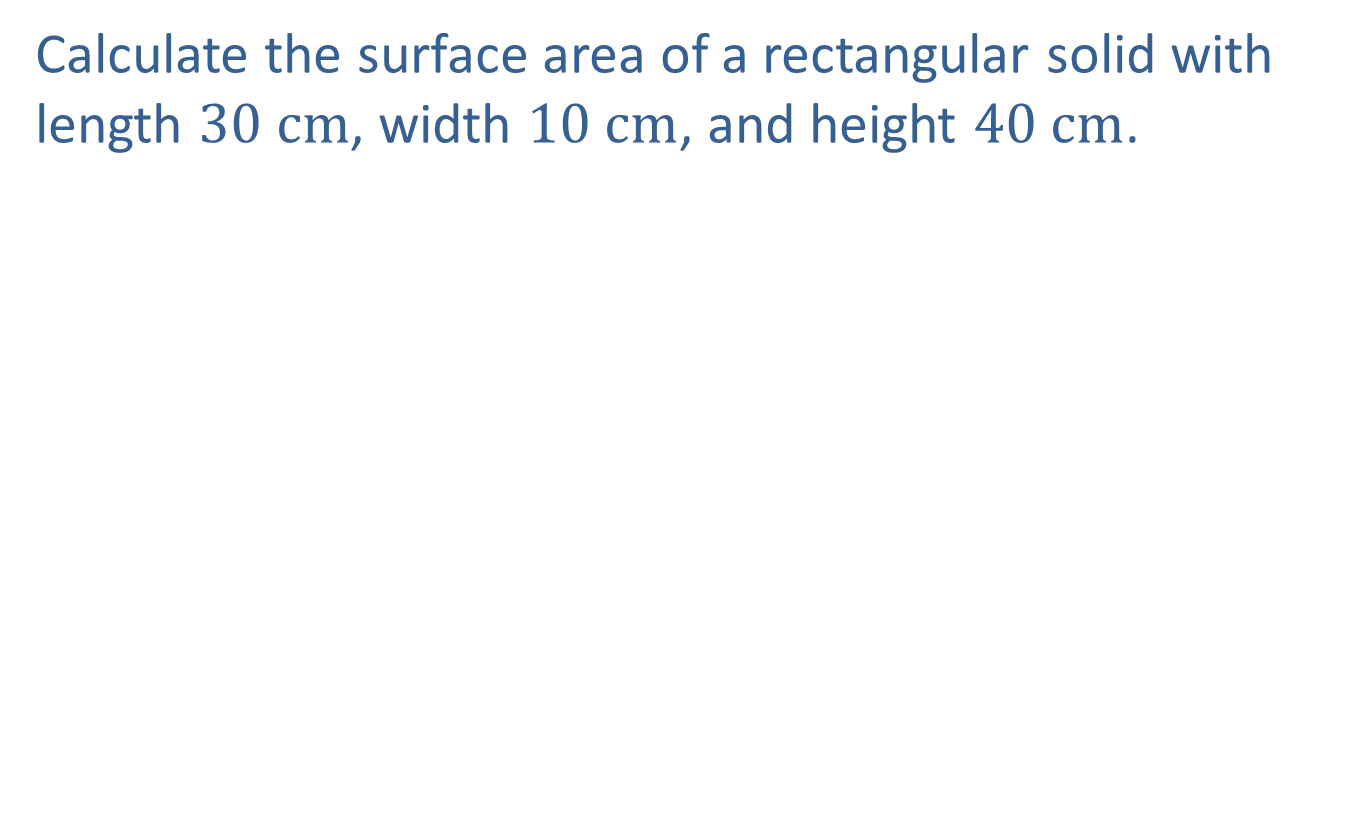 Calculate the surface area of a rectangular solid with
length 30 cm, width 10 cm, and height 40 cm.